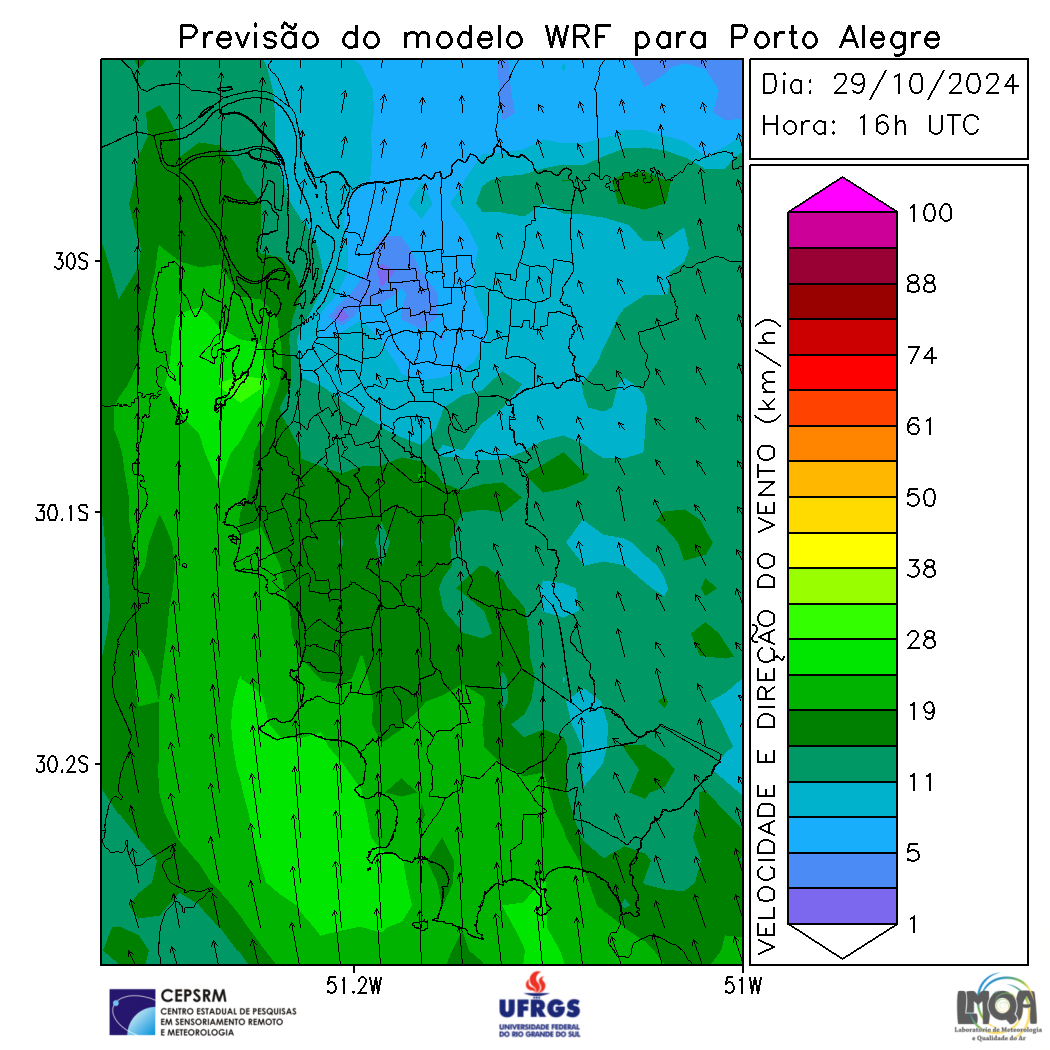 Previsão do modelo WRF para Porto Alegre
Dia: 29/10/2024
Hora: 16h UTC
30S
30.1S
30.2S
51.2W
51W
VELOCIDADE E DIREÇÃO DO VENTO (km/h)
100
88
74
61
50
38
28
19
11
5
1
CEPSRM
CENTRO ESTADUAL DE PESQUISAS
EM SENSORIAMENTO REMOTO
E METEOROLOGIA
UFRGS
UNIVERSIDADE FEDERAL
DO RIO GRANDE DO SUL
LMQA
Laboratório de Meteorologia
e Qualidade do Ar